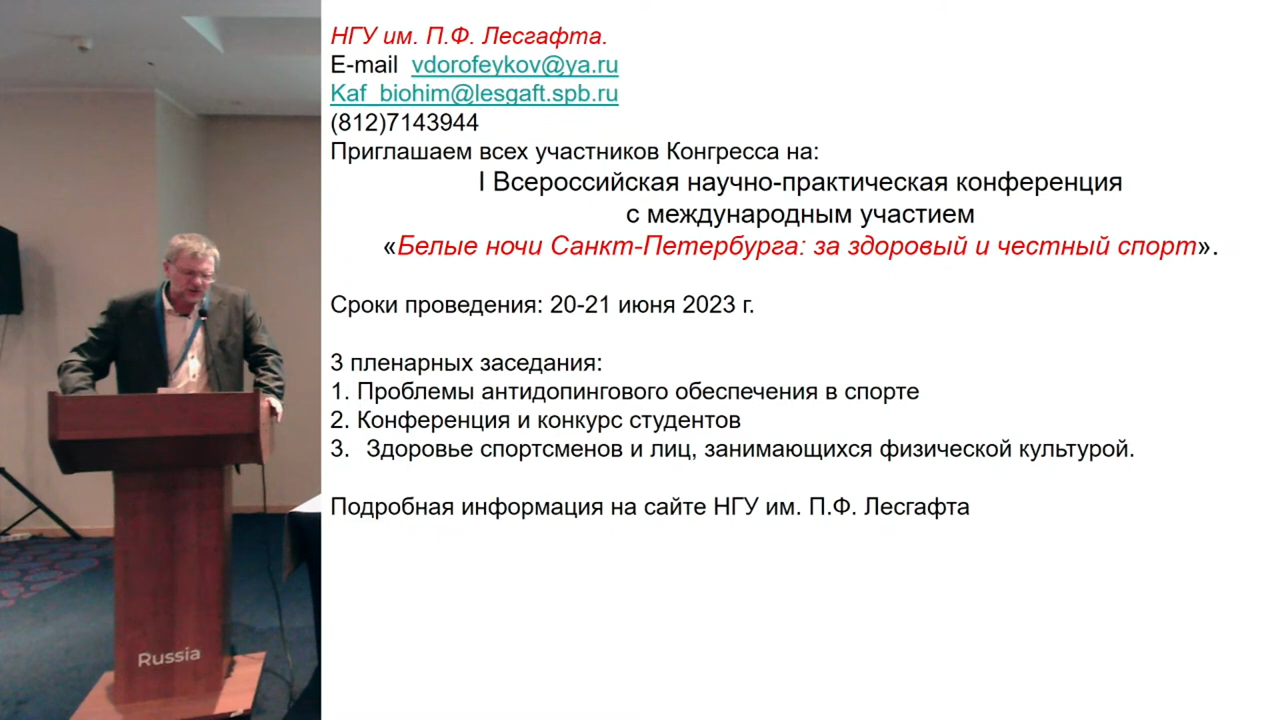 НГУ им. П.Ф. Лесгафта.
E-mail vdorofeykov@ya.ru
Kaf_biohim@lesgaft.spb.ru
(812)7143944
Приглашаем всех участников Конгресса на:
I Всероссийская научно-практическая конференция
с международным участием
«Белые ночи Санкт-Петербурга: за здоровый и честный спорт».
Сроки проведения: 20-21 июня 2023 г.
3 пленарных заседания:
1. Проблемы антидопингового обеспечения в спорте
2. Конференция и конкурс студентов
3. Здоровье спортсменов и лиц, занимающихся физической культурой.
Подробная информация на сайте НГУ им. П.Ф. Лесгафта
Russia